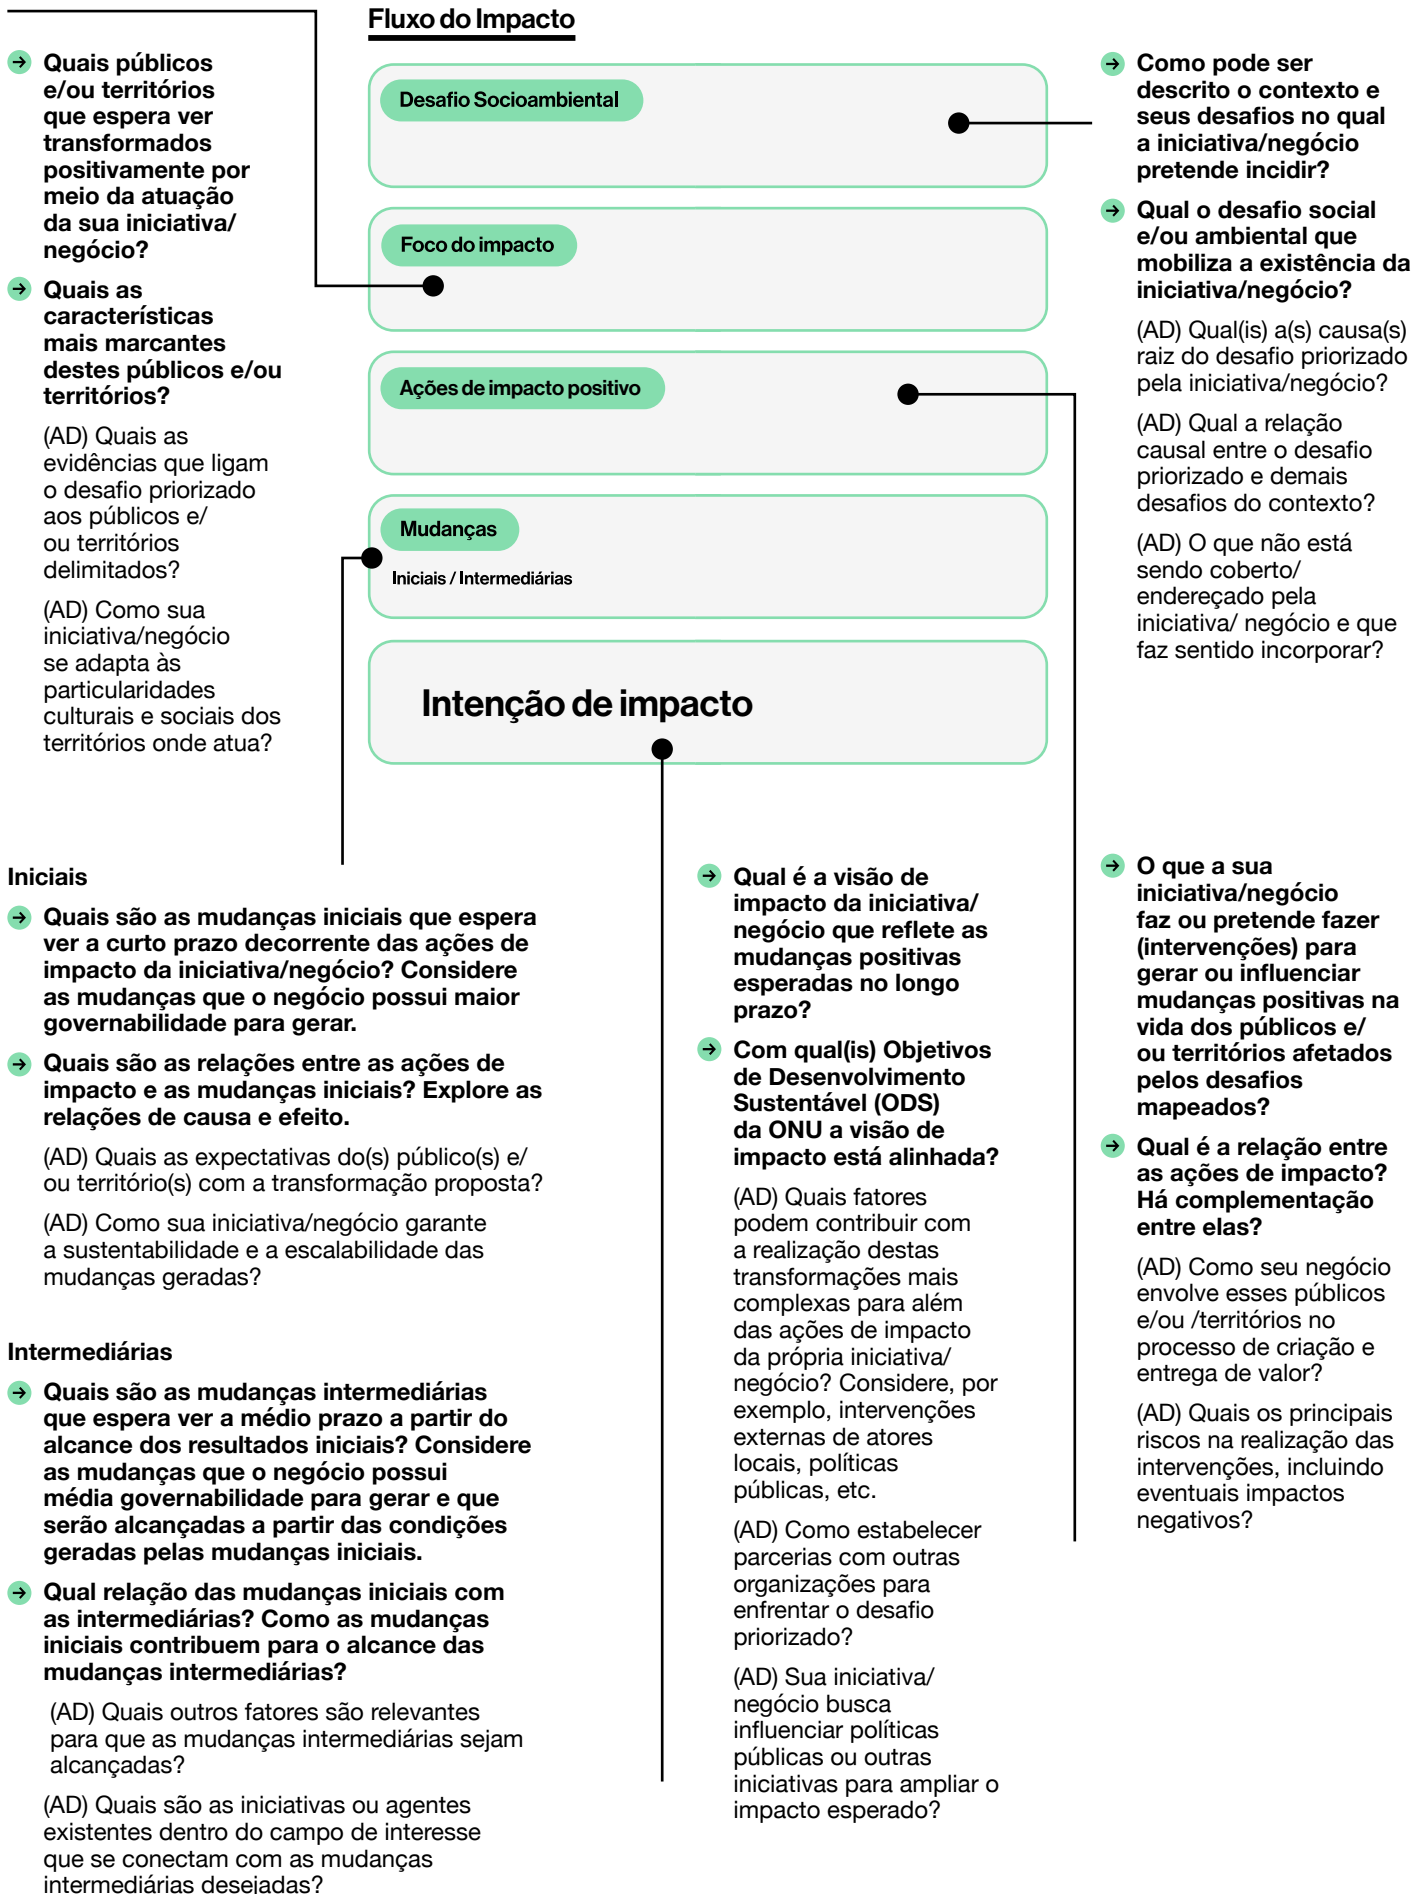 Fluxo do Impacto
Desafio Socioambiental
Foco do impacto
Ações de impacto positivo
Mudanças
Iniciais / Intermediárias
Intenção de impacto
Quais públicos
e/ou territórios
que espera ver
transformados
positivamente por
meio da atuação
da sua iniciativa/
negócio?
Quais as
características
mais marcantes
destes públicos e/ou
territórios?
(AD) Quais as
evidências que ligam
o desafio priorizado
aos públicos e/
ou territórios
delimitados?
(AD) Como sua
iniciativa/negócio
se adapta às
particularidades
culturais e sociais dos
territórios onde atua?
Como pode ser
descrito o contexto e
seus desafios no qual
a iniciativa/negócio
pretende incidir?
Qual o desafio social
e/ou ambiental que
mobiliza a existência da
iniciativa/negócio?
(AD) Qual(is) a(s) causa(s)
raiz do desafio priorizado
pela iniciativa/negócio?
(AD) Qual a relação
causal entre o desafio
priorizado e demais
desafios do contexto?
(AD) O que não está
sendo coberto/
endereçado pela
iniciativa/ negócio e que
faz sentido incorporar?
Iniciais
Quais são as mudanças iniciais que espera
ver a curto prazo decorrente das ações de
impacto da iniciativa/negócio? Considere
as mudanças que o negócio possui maior
governabilidade para gerar.
Quais são as relações entre as ações de
impacto e as mudanças iniciais? Explore as
relações de causa e efeito.
(AD) Quais as expectativas do(s) público(s) e/
ou território(s) com a transformação proposta?
(AD) Como sua iniciativa/negócio garante
a sustentabilidade e a escalabilidade das
mudanças geradas?
Intermediárias
Quais são as mudanças intermediárias
que espera ver a médio prazo a partir do
alcance dos resultados iniciais? Considere
as mudanças que o negócio possui
média governabilidade para gerar e que
serão alcançadas a partir das condições
geradas pelas mudanças iniciais.
Qual relação das mudanças iniciais com
as intermediárias? Como as mudanças
iniciais contribuem para o alcance das
mudanças intermediárias?
(AD) Quais outros fatores são relevantes
para que as mudanças intermediárias sejam
alcançadas?
(AD) Quais são as iniciativas ou agentes
existentes dentro do campo de interesse
que se conectam com as mudanças
intermediárias desejadas?
Qual é a visão de
impacto da iniciativa/
negócio que reflete as
mudanças positivas
esperadas no longo
prazo?
Com qual(is) Objetivos
de Desenvolvimento
Sustentável (ODS)
da ONU a visão de
impacto está alinhada?
(AD) Quais fatores
podem contribuir com
a realização destas
transformações mais
complexas para além
das ações de impacto
da própria iniciativa/
negócio? Considere, por
exemplo, intervenções
externas de atores
locais, políticas
públicas, etc.
(AD) Como estabelecer
parcerias com outras
organizações para
enfrentar o desafio
priorizado?
(AD) Sua iniciativa/
negócio busca
influenciar políticas
públicas ou outras
iniciativas para ampliar o
impacto esperado?
O que a sua
iniciativa/negócio
faz ou pretende fazer
(intervenções) para
gerar ou influenciar
mudanças positivas na
vida dos públicos e/
ou territórios afetados
pelos desafios
mapeados?
Qual é a relação entre
as ações de impacto?
Há complementação
entre elas?
(AD) Como seu negócio
envolve esses públicos
e/ou /territórios no
processo de criação e
entrega de valor?
(AD) Quais os principais
riscos na realização das
intervenções, incluindo
eventuais impactos
negativos?